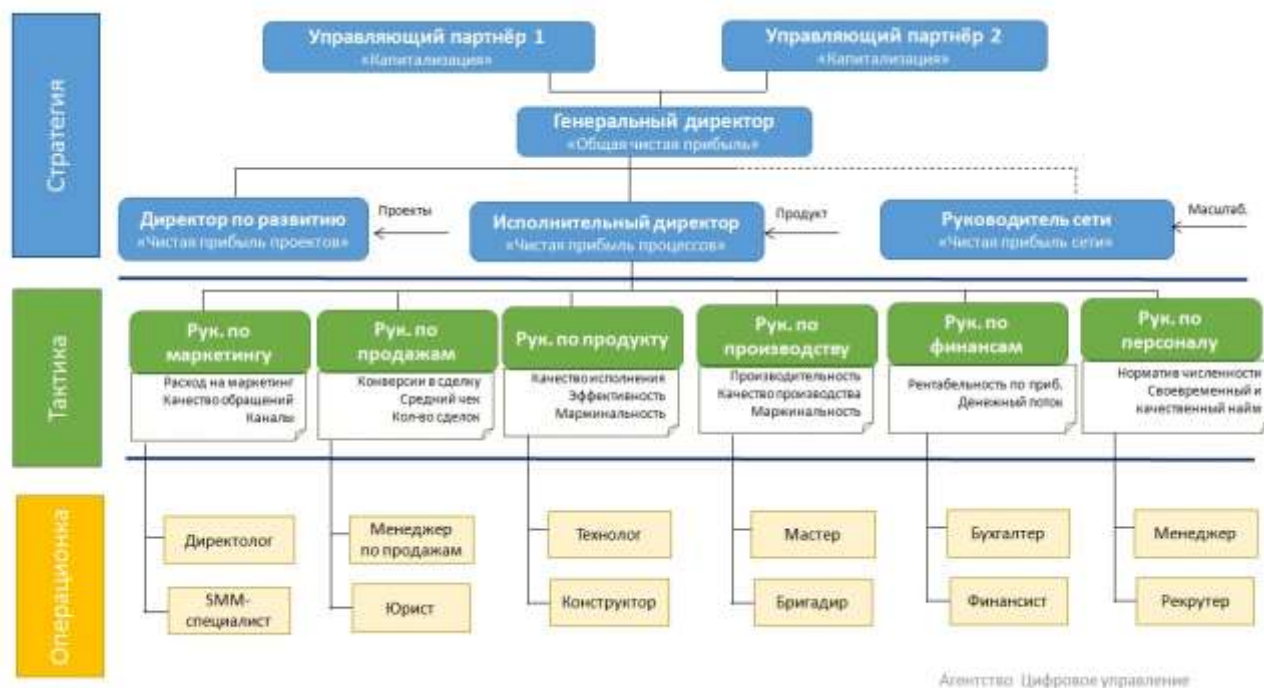 Стратегия
Управляющий партнёр 1
«Капитализация»
Управляющий партнёр 2
«Капитализация»
Генеральный директор
«Общая чистая прибыль»
Директор по развитию
«Чистая прибыль проектов»
Проекты
Исполнительный директор
«Чистая прибыль процессов»
Продукт
Руководитель сети
«Чистая прибыль сети»
Масштаб.
Тактика
Рук. по
маркетингу
Расход на маркетинг
Качество обращений
Каналы
Рук. по
продажам
Конверсии в сделку
Средний чек
Кол-во сделок
Рук. по продукту
Качество исполнения
Эффективность
Маржинальность
Рук. по
производству
Производительность
Качество производства
Маржинальность
Рук. по
финансам
Рентабельность по приб.
Денежный поток
Рук. по
персоналу
Норматив численности
Своевременный и
качественный найм
Операционка
Директолог
Менеджер
по продажам
Технолог
Мастер
Бухгалтер
Менеджер
SMM-
специалист
Юрист
Конструктор
Бригадир
Финансист
Рекрутер
Агентство Цифровое управление